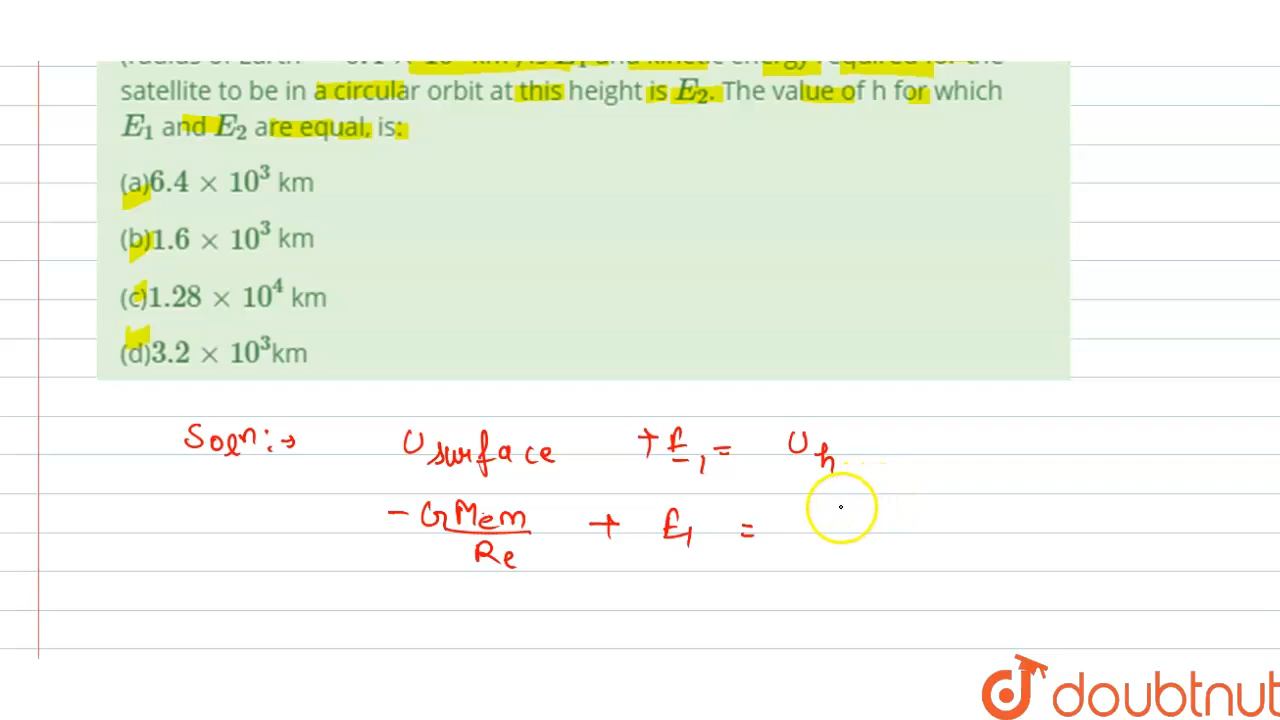 satellite to be in a circular orbit at this height is E₂. The value of h for which
E₁ and E₂ are equal, is:
(a)6.4 × 10³ km
(b)1.6 × 10³ km
(c)1.28 × 10⁴ km
(d)3.2 × 10³km
Soln:→ U surface + E₁ = U h
- GMem / Re + E₁ =
doubtnut